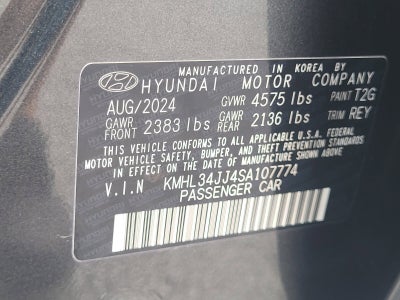 MANUFACTURED IN KOREA BY
HYUNDAI MOTOR COMPANY
AUG/2024 GVWR 4575 lbs PAINT T2G
GAWR FRONT 2383 lbs GAWR REAR 2136 lbs TRIM REY
THIS VEHICLE CONFORMS TO ALL APPLICABLE U.S.A. FEDERAL
MOTOR VEHICLE SAFETY, BUMPER, AND THEFT PREVENTION
STANDARDS IN EFFECT ON THE
DATE OF MANUFACTURE SHOWN ABOVE.
V.I.N KMHL34JJ4SA107774
PASSENGER CAR